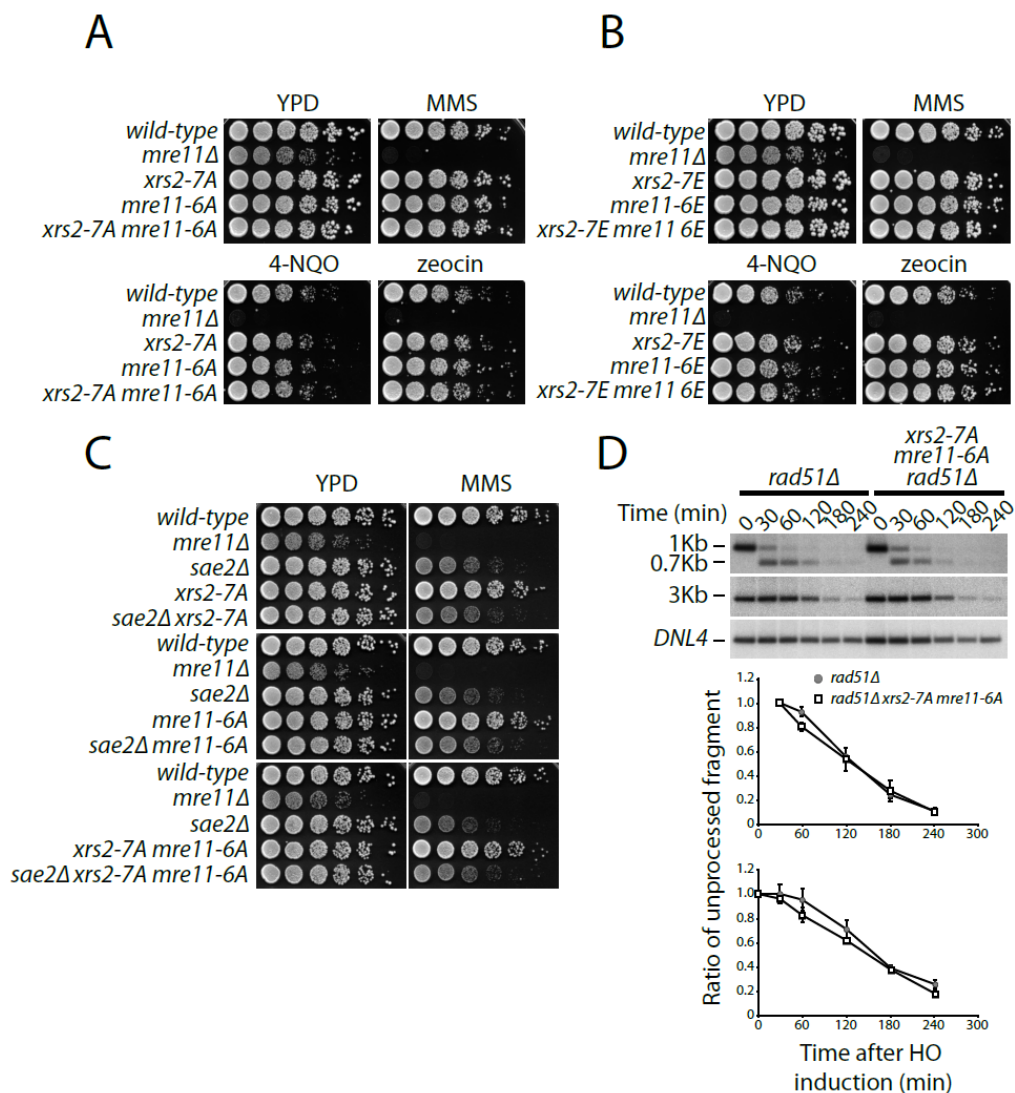 A
YPD MMS
wild-type
mre11Δ
xrs2-7A
mre11-6A
xrs2-7A mre11-6A
4-NQO zeocin
wild-type
mre11Δ
xrs2-7A
mre11-6A
xrs2-7A mre11-6A
B
YPD MMS
wild-type
mre11Δ
xrs2-7E
mre11-6E
xrs2-7E mre11 6E
4-NQO zeocin
wild-type
mre11Δ
xrs2-7E
mre11-6E
xrs2-7E mre11 6E
C
YPD MMS
wild-type
mre11Δ
sae2Δ
xrs2-7A
sae2Δ xrs2-7A
wild-type
mre11Δ
sae2Δ
mre11-6A
sae2Δ mre11-6A
wild-type
mre11Δ
sae2Δ
xrs2-7A mre11-6A
sae2Δ xrs2-7A mre11-6A
D
xrs2-7A
mre11-6A
rad51Δ rad51Δ
Time (min) 0 30 60 120 180 240 0 30 60 120 180 240
1Kb
0.7Kb
3Kb
DNL4
rad51Δ
rad51Δ xrs2-7A mre11-6A
1.2
1.0
0.8
0.6
0.4
0.2
0
0 60 120 180 240 300
1.2
1.0
0.8
0.6
0.4
0.2
0
0 60 120 180 240 300
Ratio of unprocessed fragment
Time after HO
induction (min)